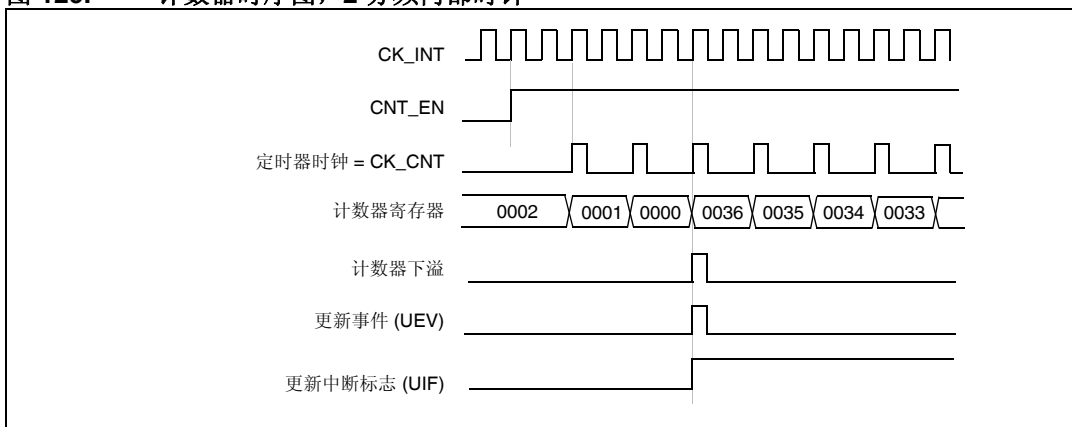 CK_INT
CNT_EN
定时器时钟 = CK_CNT
计数器寄存器 0002 0001 0000 0036 0035 0034 0033
计数器下溢
更新事件 (UEV)
更新中断标志 (UIF)